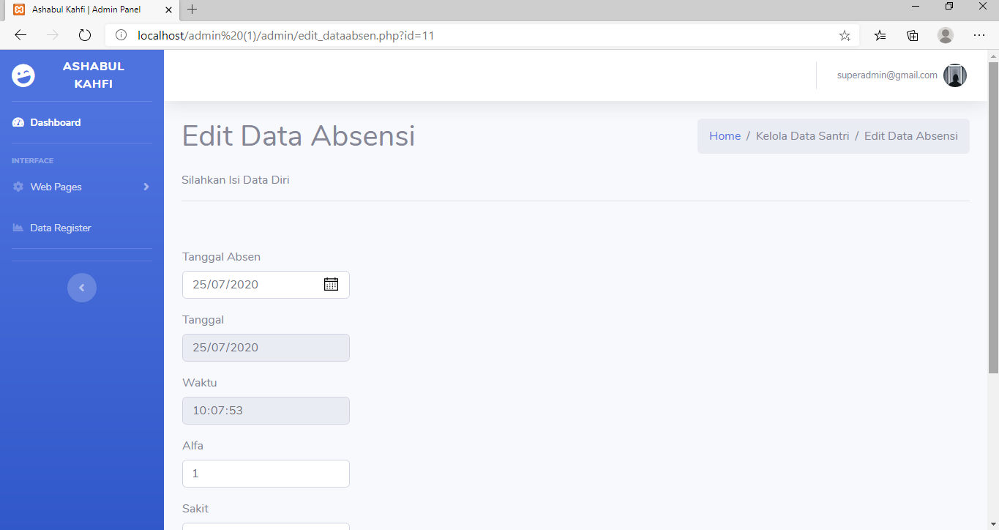 Ashabul Kahfi | Admin Panel
localhost/admin%20(1)/admin/edit_dataabsen.php?id=11
ASHABUL
KAHFI
superadmin@gmail.com
Dashboard
INTERFACE
Web Pages
Data Register
Edit Data Absensi
Home / Kelola Data Santri / Edit Data Absensi
Silahkan Isi Data Diri
Tanggal Absen
25/07/2020
Tanggal
25/07/2020
Waktu
10:07:53
Alfa
1
Sakit